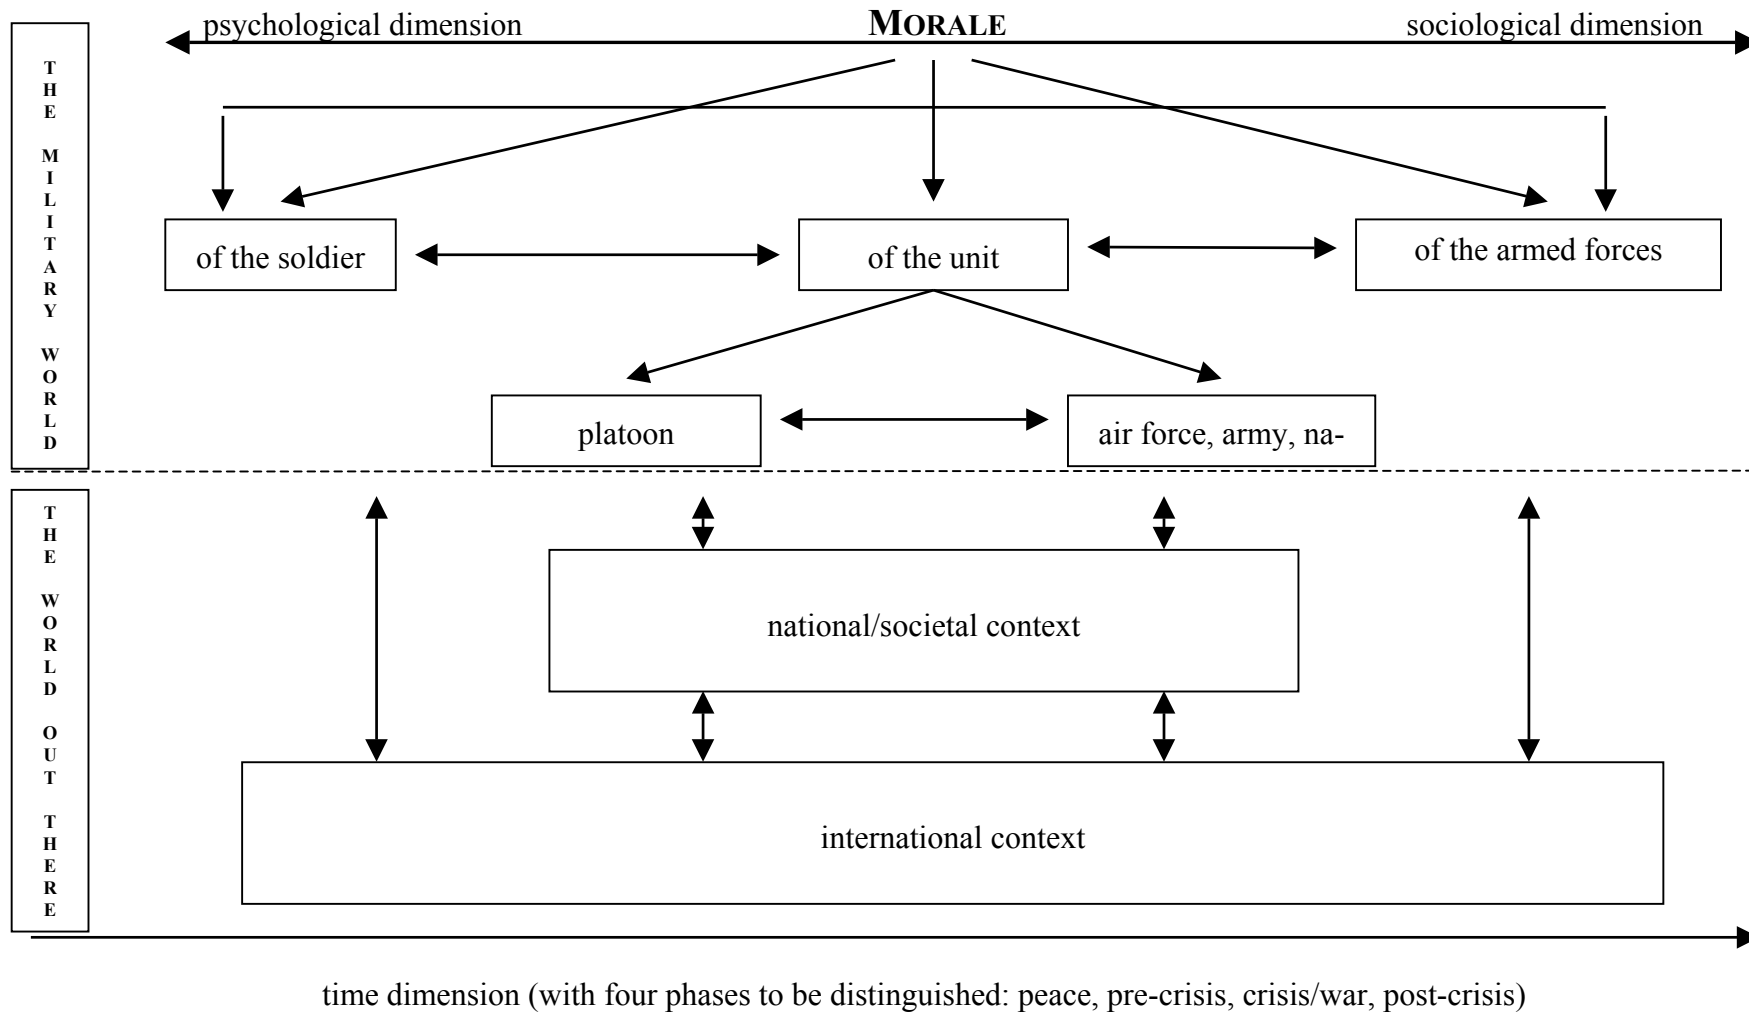 psychological dimension
MORALE
sociological dimension
THE MILITARY WORLD
of the soldier
of the unit
of the armed forces
platoon
air force, army, na-
THE WORLD OUT THERE
national/societal context
international context
time dimension (with four phases to be distinguished: peace, pre-crisis, crisis/war, post-crisis)